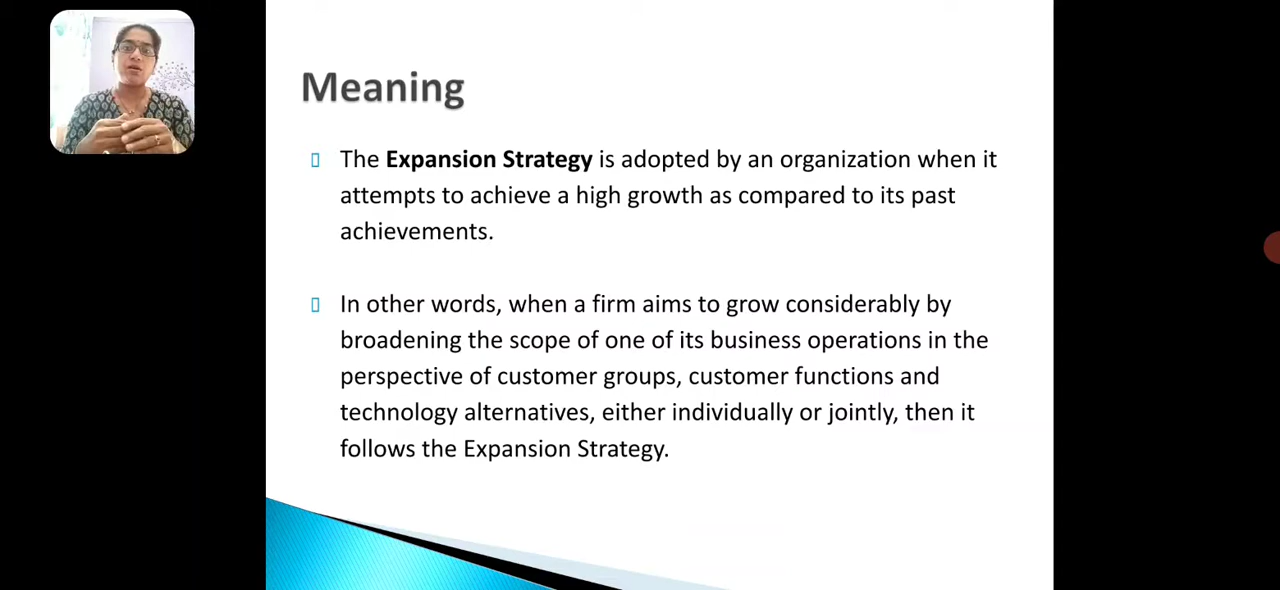 Meaning
The Expansion Strategy is adopted by an organization when it
attempts to achieve a high growth as compared to its past
achievements.
In other words, when a firm aims to grow considerably by
broadening the scope of one of its business operations in the
perspective of customer groups, customer functions and
technology alternatives, either individually or jointly, then it
follows the Expansion Strategy.